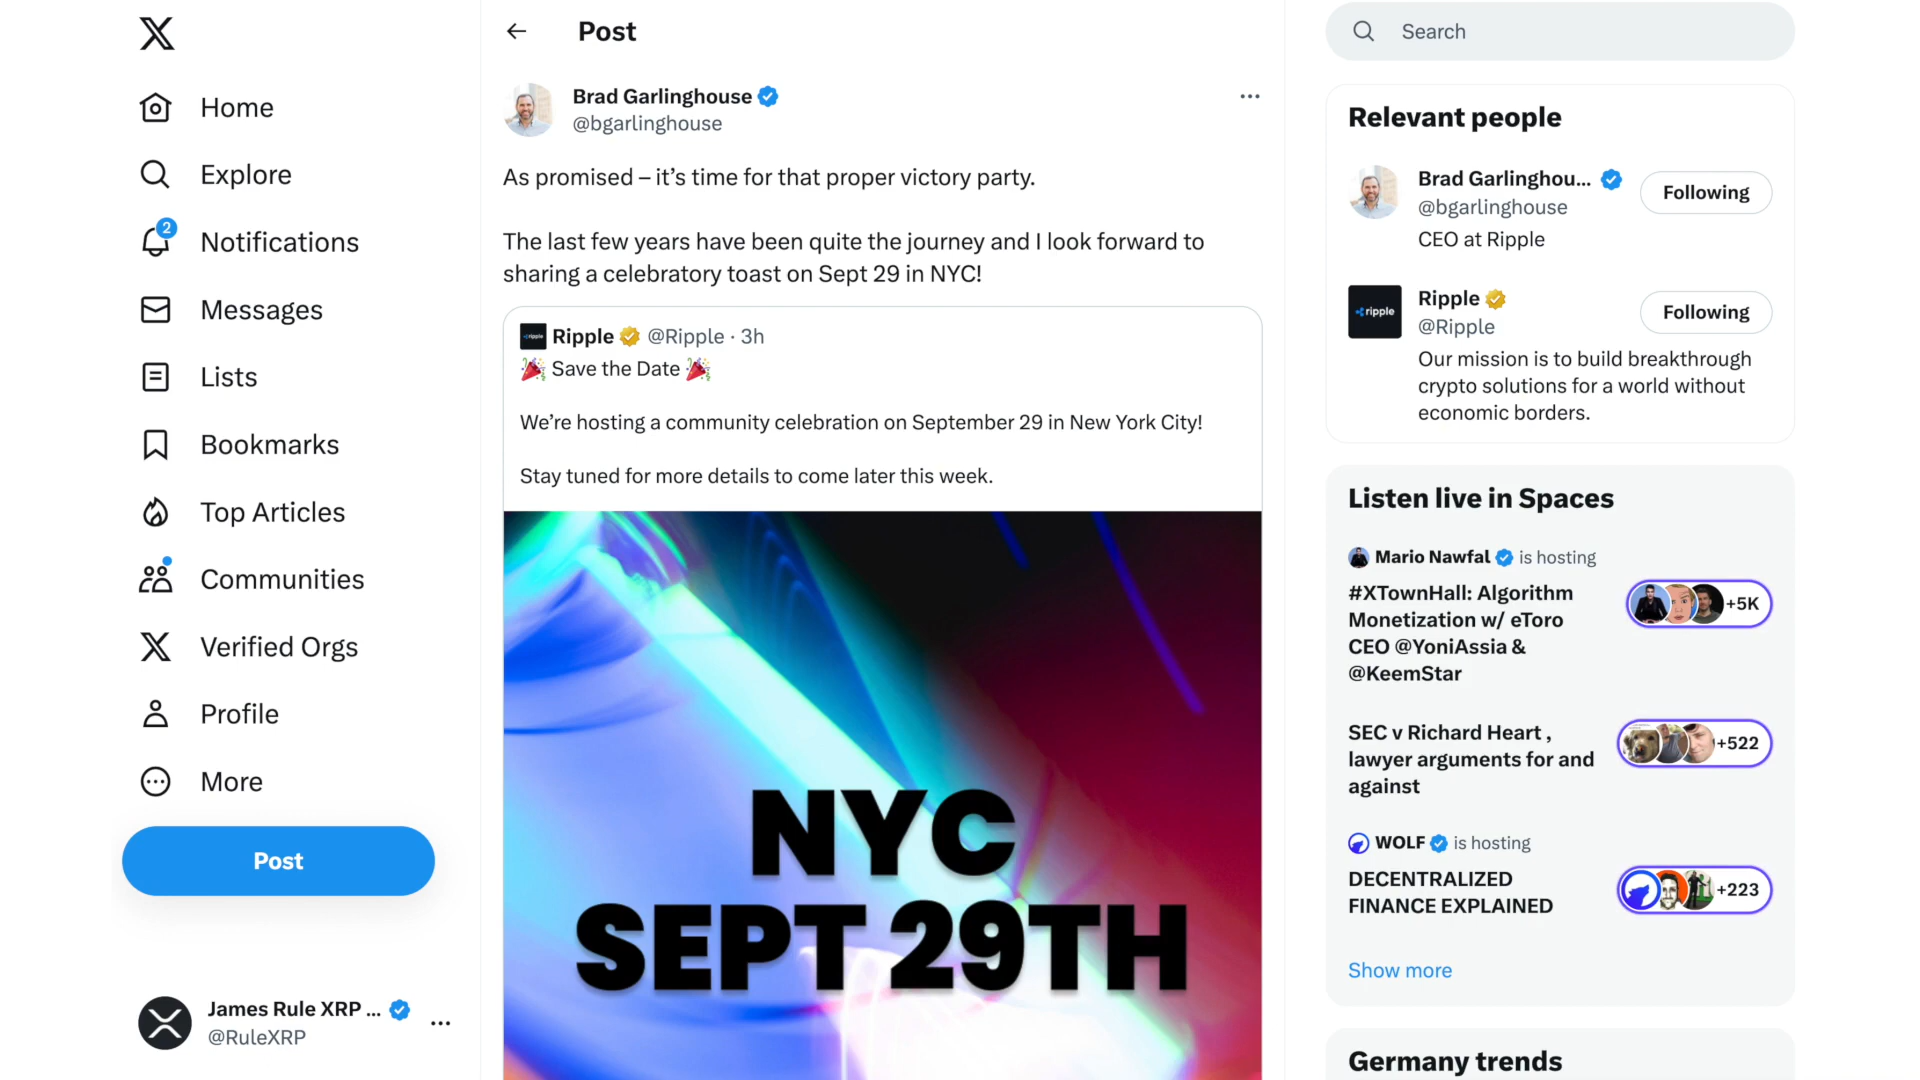 Home
Explore
2
Notifications
Messages
Lists
Bookmarks
Top Articles
Communities
Verified Orgs
Profile
More
Post
James Rule XRP ...
@RuleXRP
Post
Brad Garlinghouse
@bgarlinghouse
As promised – it’s time for that proper victory party.
The last few years have been quite the journey and I look forward to
sharing a celebratory toast on Sept 29 in NYC!
ripple
Ripple @Ripple · 3h
Save the Date
We’re hosting a community celebration on September 29 in New York City!
Stay tuned for more details to come later this week.
NYC
SEPT 29TH
Search
Relevant people
Brad Garlinghou...
@bgarlinghouse
Following
CEO at Ripple
ripple
Ripple
@Ripple
Following
Our mission is to build breakthrough
crypto solutions for a world without
economic borders.
Listen live in Spaces
Mario Nawfal is hosting
#XTownHall: Algorithm
Monetization w/ eToro
CEO @YoniAssia &
@KeemStar
+5K
SEC v Richard Heart ,
lawyer arguments for and
against
+522
WOLF is hosting
DECENTRALIZED
FINANCE EXPLAINED
+223
Show more
Germany trends